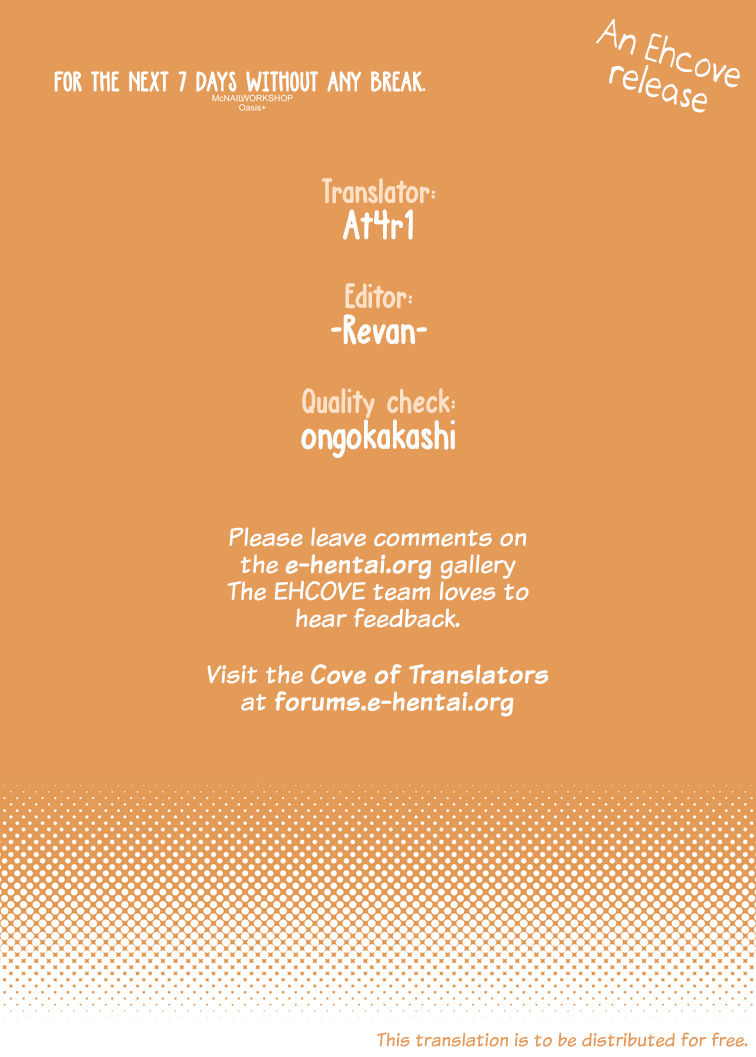 An Ehcove
release
FOR THE NEXT 7 DAYS WITHOUT ANY BREAK.
McNAILWORKSHOP
Oasis+
Translator:
At4r1
Editor:
-Revan-
Quality check:
ongokakashi
Please leave comments on
the e-hentai.org gallery
The EHCOVE team loves to
hear feedback.
Visit the Cove of Translators
at forums.e-hentai.org
This translation is to be distributed for free.